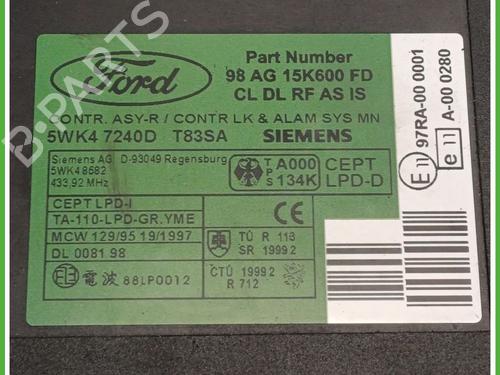 Ford
Part Number
98 AG 15K600 FD
CL DL RF AS IS
CONTR. ASY-R / CONTR LK & ALAM SYS MN
5WK4 7240D T83SA SIEMENS
Siemens AG D-93049 Regensburg
5WK4 8682
433,92 MHz
T P S A000 134K
CEPT
LPD-D
CEPT LPD-I
TA-110-LPD-GR.YME
MCW 129/95 19/1997
DL 0081 98
電波 88LP0012
CE
TÚ R 118
SR 1999 2
ČTÚ 1999 2
R 712
E 11 97RA-00 0001
e 11 A-00 0280
B-PARTS